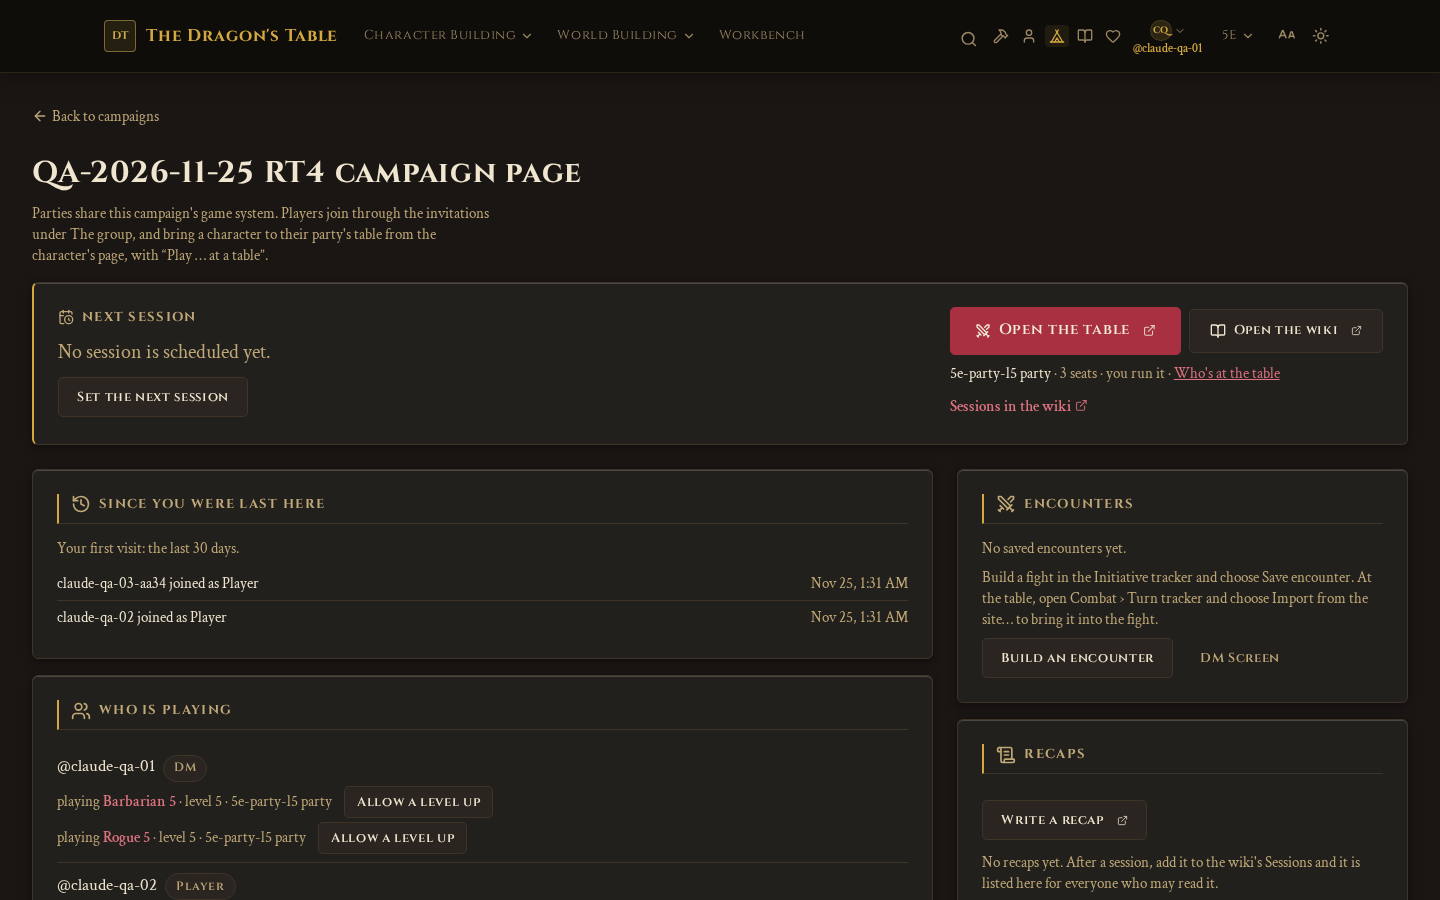 DT The Dragon's Table Character Building World Building Workbench CQ @claude-qa-01 5E AA
Back to campaigns
QA-2026-11-25 RT4 campaign page
Parties share this campaign's game system. Players join through the invitations
under The group, and bring a character to their party's table from the
character's page, with “Play … at a table”.
Next session
No session is scheduled yet.
Set the next session
Open the table
Open the wiki
5e-party-l5 party · 3 seats · you run it · Who's at the table
Sessions in the wiki
Since you were last here
Your first visit: the last 30 days.
claude-qa-03-aa34 joined as Player Nov 25, 1:31 AM
claude-qa-02 joined as Player Nov 25, 1:31 AM
Who is playing
@claude-qa-01 DM
playing Barbarian 5 · level 5 · 5e-party-l5 party Allow a level up
playing Rogue 5 · level 5 · 5e-party-l5 party Allow a level up
@claude-qa-02 Player
Encounters
No saved encounters yet.
Build a fight in the Initiative tracker and choose Save encounter. At
the table, open Combat › Turn tracker and choose Import from the
site… to bring it into the fight.
Build an encounter DM Screen
Recaps
Write a recap
No recaps yet. After a session, add it to the wiki's Sessions and it is
listed here for everyone who may read it.